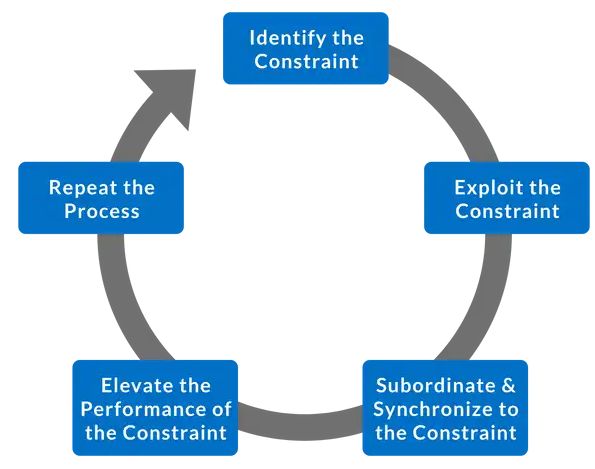 Identify the
Constraint
Exploit the
Constraint
Subordinate &
Synchronize to
the Constraint
Elevate the
Performance of
the Constraint
Repeat the
Process